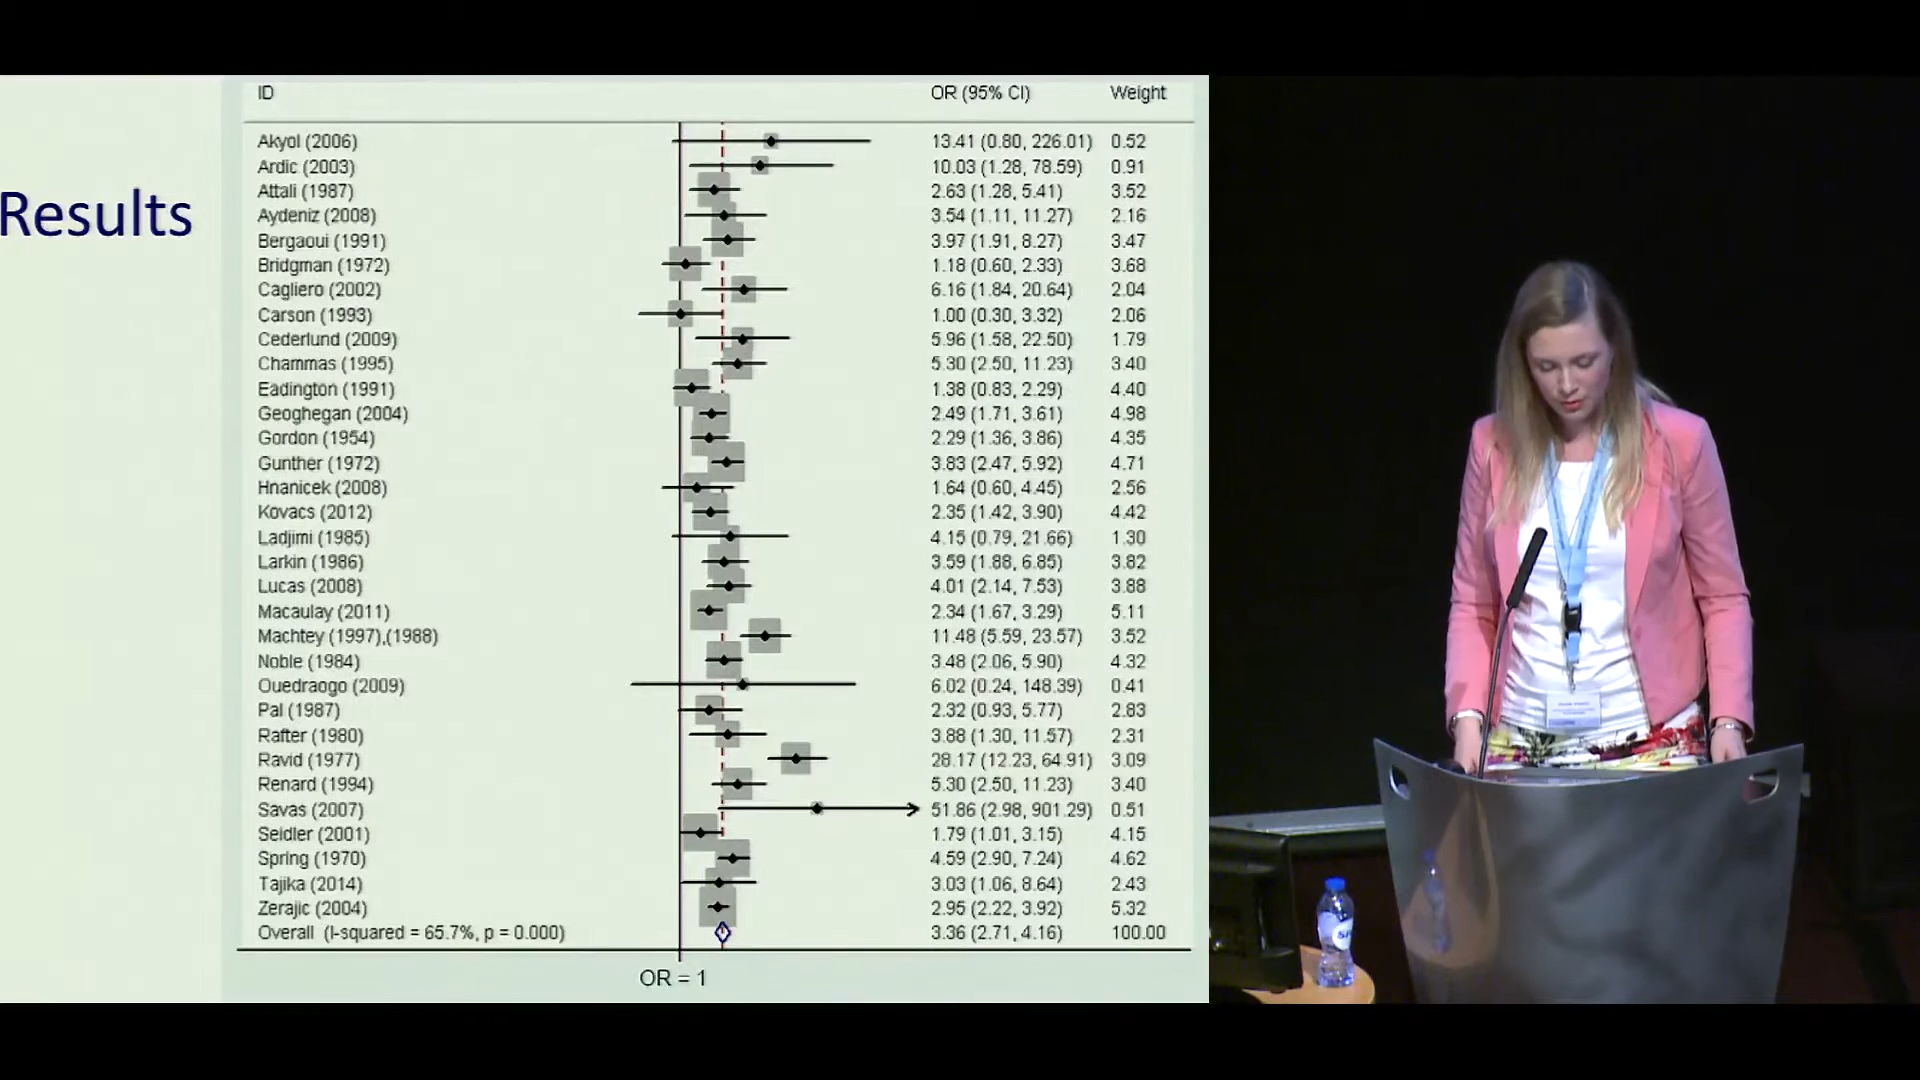 Results
ID OR (95% CI) Weight
Akyol (2006) 13.41 (0.80, 226.01) 0.52
Ardic (2003) 10.03 (1.28, 78.59) 0.91
Attali (1987) 2.63 (1.28, 5.41) 3.52
Aydeniz (2008) 3.54 (1.11, 11.27) 2.16
Bergaoui (1991) 3.97 (1.91, 8.27) 3.47
Bridgman (1972) 1.18 (0.60, 2.33) 3.68
Cagliero (2002) 6.16 (1.84, 20.64) 2.04
Carson (1993) 1.00 (0.30, 3.32) 2.06
Cederlund (2009) 5.96 (1.58, 22.50) 1.79
Chammas (1995) 5.30 (2.50, 11.23) 3.40
Eadington (1991) 1.38 (0.83, 2.29) 4.40
Geoghegan (2004) 2.49 (1.71, 3.61) 4.98
Gordon (1954) 2.29 (1.36, 3.86) 4.35
Gunther (1972) 3.83 (2.47, 5.92) 4.71
Hnanicek (2008) 1.64 (0.60, 4.45) 2.56
Kovacs (2012) 2.35 (1.42, 3.90) 4.42
Ladjimi (1985) 4.15 (0.79, 21.66) 1.30
Larkin (1986) 3.59 (1.88, 6.85) 3.82
Lucas (2008) 4.01 (2.14, 7.53) 3.88
Macaulay (2011) 2.34 (1.67, 3.29) 5.11
Machtey (1997),(1988) 11.48 (5.59, 23.57) 3.52
Noble (1984) 3.48 (2.06, 5.90) 4.32
Ouedraogo (2009) 6.02 (0.24, 148.39) 0.41
Pal (1987) 2.32 (0.93, 5.77) 2.83
Rafter (1980) 3.88 (1.30, 11.57) 2.31
Ravid (1977) 28.17 (12.23, 64.91) 3.09
Renard (1994) 5.30 (2.50, 11.23) 3.40
Savas (2007) 51.86 (2.98, 901.29) 0.51
Seidler (2001) 1.79 (1.01, 3.15) 4.15
Spring (1970) 4.59 (2.90, 7.24) 4.62
Tajika (2014) 3.03 (1.06, 8.64) 2.43
Zerajic (2004) 2.95 (2.22, 3.92) 5.32
Overall (I-squared = 65.7%, p = 0.000) 3.36 (2.71, 4.16) 100.00
OR = 1